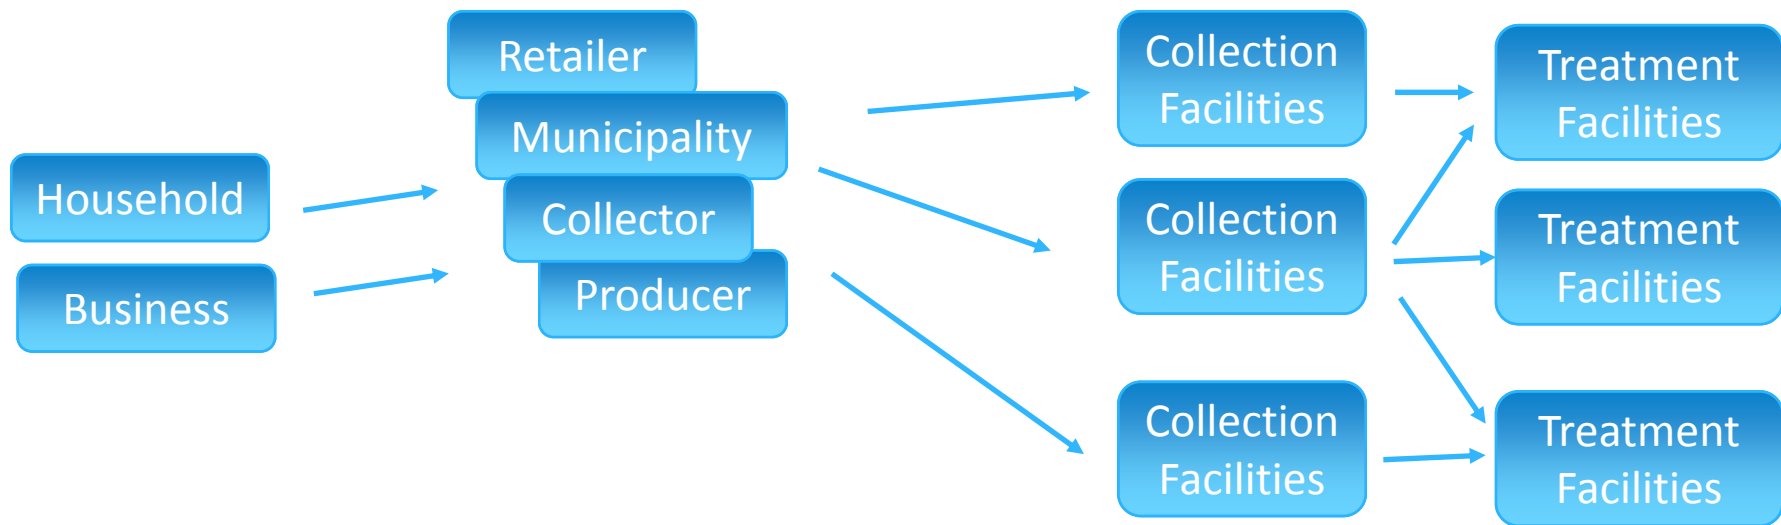 Household
Business
Retailer
Municipality
Collector
Producer
Collection
Facilities
Collection
Facilities
Collection
Facilities
Treatment
Facilities
Treatment
Facilities
Treatment
Facilities